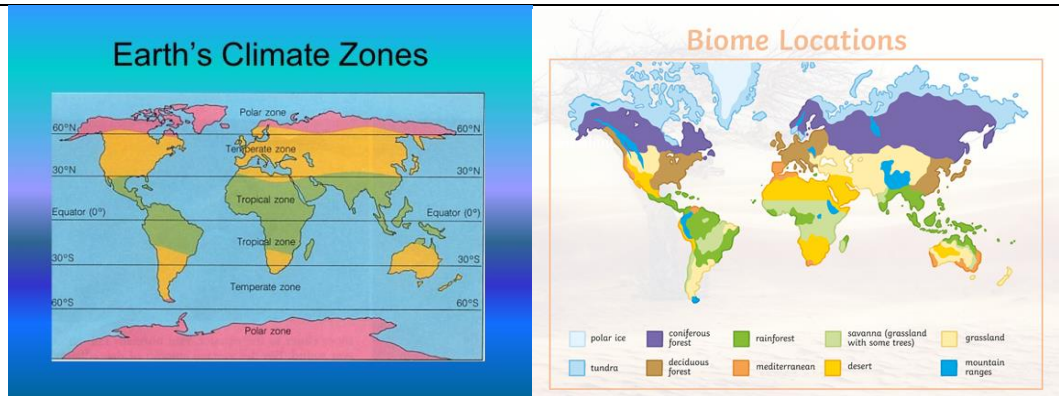 Earth's Climate Zones
Polar zone
60°N
60°N
Temperate zone
30°N
30°N
Tropical zone
Equator (0°)
Equator (0°)
Tropical zone
30°S
30°S
Temperate zone
60°S
60°S
Polar zone
Biome Locations
polar ice
coniferous
forest
rainforest
savanna (grassland
with some trees)
grassland
tundra
deciduous
forest
mediterranean
desert
mountain
ranges